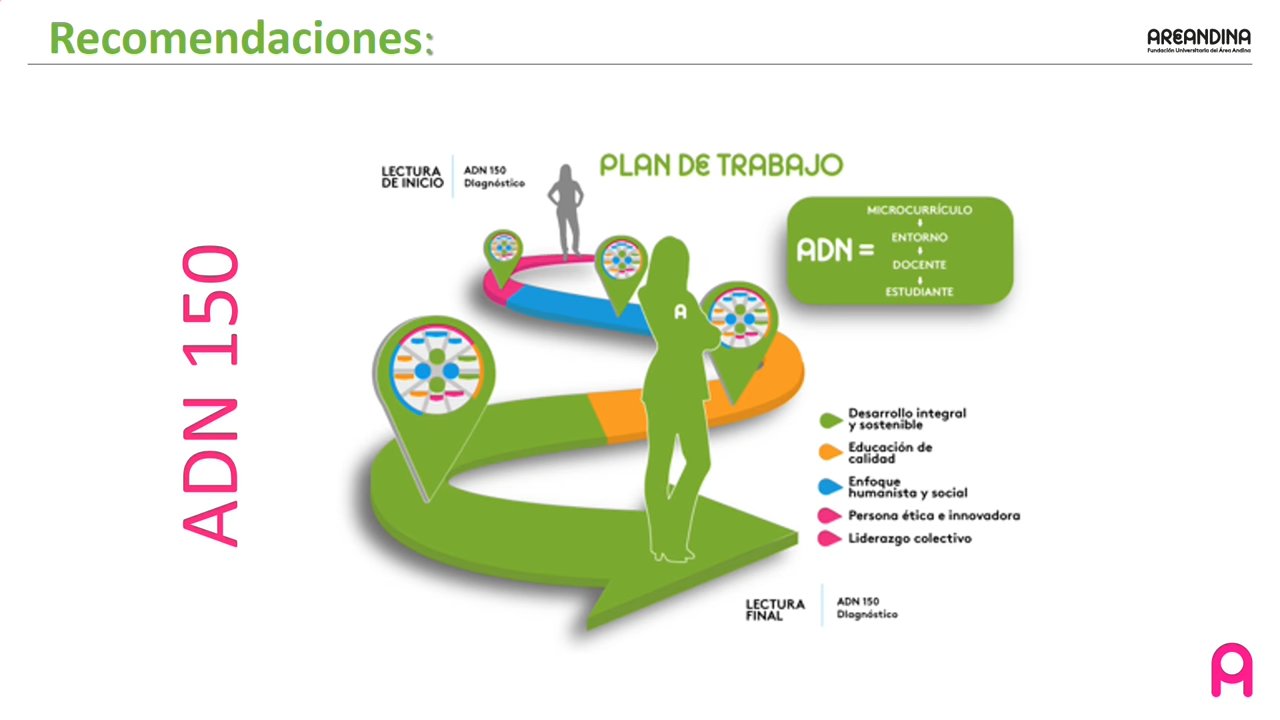 Recomendaciones:
AREANDINA
Fundación Universitaria del Área Andina
ADN 150
LECTURA
DE INICIO
ADN 150
DIagnóstico
PLAN DE TRABAJO
ADN =
MICROCURRÍCULO
ENTORNO
DOCENTE
ESTUDIANTE
A
Desarrollo integral
y sostenible
Educación de
calidad
Enfoque
humanista y social
Persona ética e innovadora
Liderazgo colectivo
LECTURA
FINAL
ADN 150
DIagnóstico
A